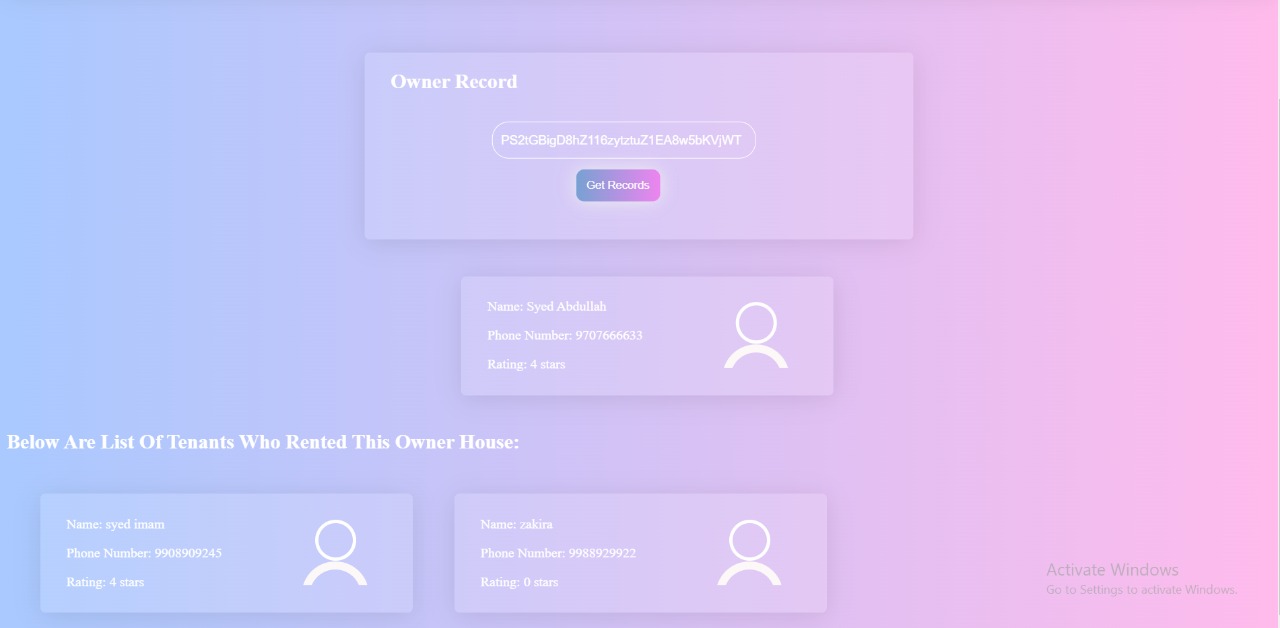 Owner Record
PS2tGBigD8hZ116zytztuZ1EA8w5bKVjWT
Get Records
Name: Syed Abdullah
Phone Number: 9707666633
Rating: 4 stars
Below Are List Of Tenants Who Rented This Owner House:
Name: syed imam
Phone Number: 9908909245
Rating: 4 stars
Name: zakira
Phone Number: 9988929922
Rating: 0 stars
Activate Windows
Go to Settings to activate Windows.